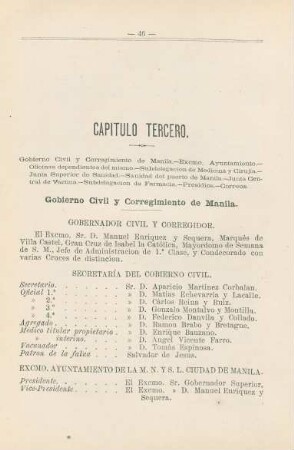 — 46 —
CAPITULO TERCERO.
Gobierno Civil y Corregimiento de Manila.—Excmo. Ayuntamiento.—
Oficinas dependientes del mismo.—Subdelegacion de Medicina y Cirujía.—
Junta Superior de Sanidad.—Sanidad del puerto de Manila.—Junta Cen-
tral de Vacuna.—Subdelegacion de Farmacia.—Presidios.—Correos.
Gobierno Civil y Corregimiento de Manila.
GOBERNADOR CIVIL Y CORREGIDOR.
El Excmo. Sr. D. Manuel Enriquez y Sequera, Marqués de
Villa Castel, Gran Cruz de Isabel la Católica, Mayordomo de Semana
de S. M., Jefe de Administracion de 1.ª Clase, y Condecorado con
varias Cruces de distincion.
SECRETARÍA DEL GOBIERNO CIVIL.
Secretario. Sr. D. Aparicio Martinez Corbalan.
Oficial 1.º » D. Matias Echevarria y Lacalle.
» 2.º » D. Carlos Reina y Ruiz.
» 3.º » D. Gonzalo Montalvo y Montilla.
» 4.º » D. Federico Danvila y Collado.
Agregado. » D. Ramon Brabo y Bretagne.
Médico titular propietario. » D. Enrique Bauzano.
» interino. » D. Angel Vicente Farro.
Vacunador » D. Tomás Espinosa.
Patron de la falúa Salvador de Jesus.
EXCMO. AYUNTAMIENTO DE LA M. N. Y S. L. CIUDAD DE MANILA.
Presidente. El Excmo. Sr. Gobernador Superior.
Vice-Presidente. El Excmo. » D. Manuel Enriquez y
Sequera.